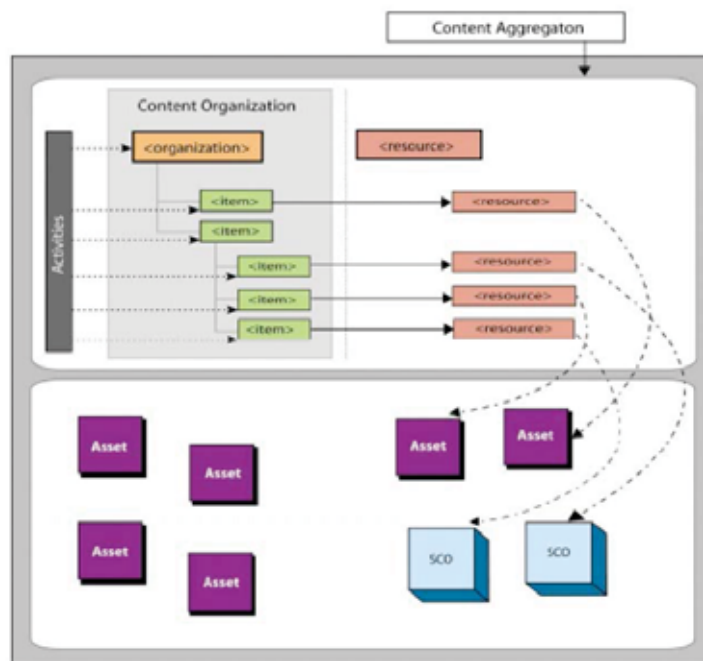 Content Aggregaton
Content Organization
<organization>
<resource>
<item>
<resource>
<item>
<item>
<resource>
<item>
<resource>
<item>
<resource>
Activities
Asset
Asset
Asset
Asset
Asset
Asset
SCO
SCO